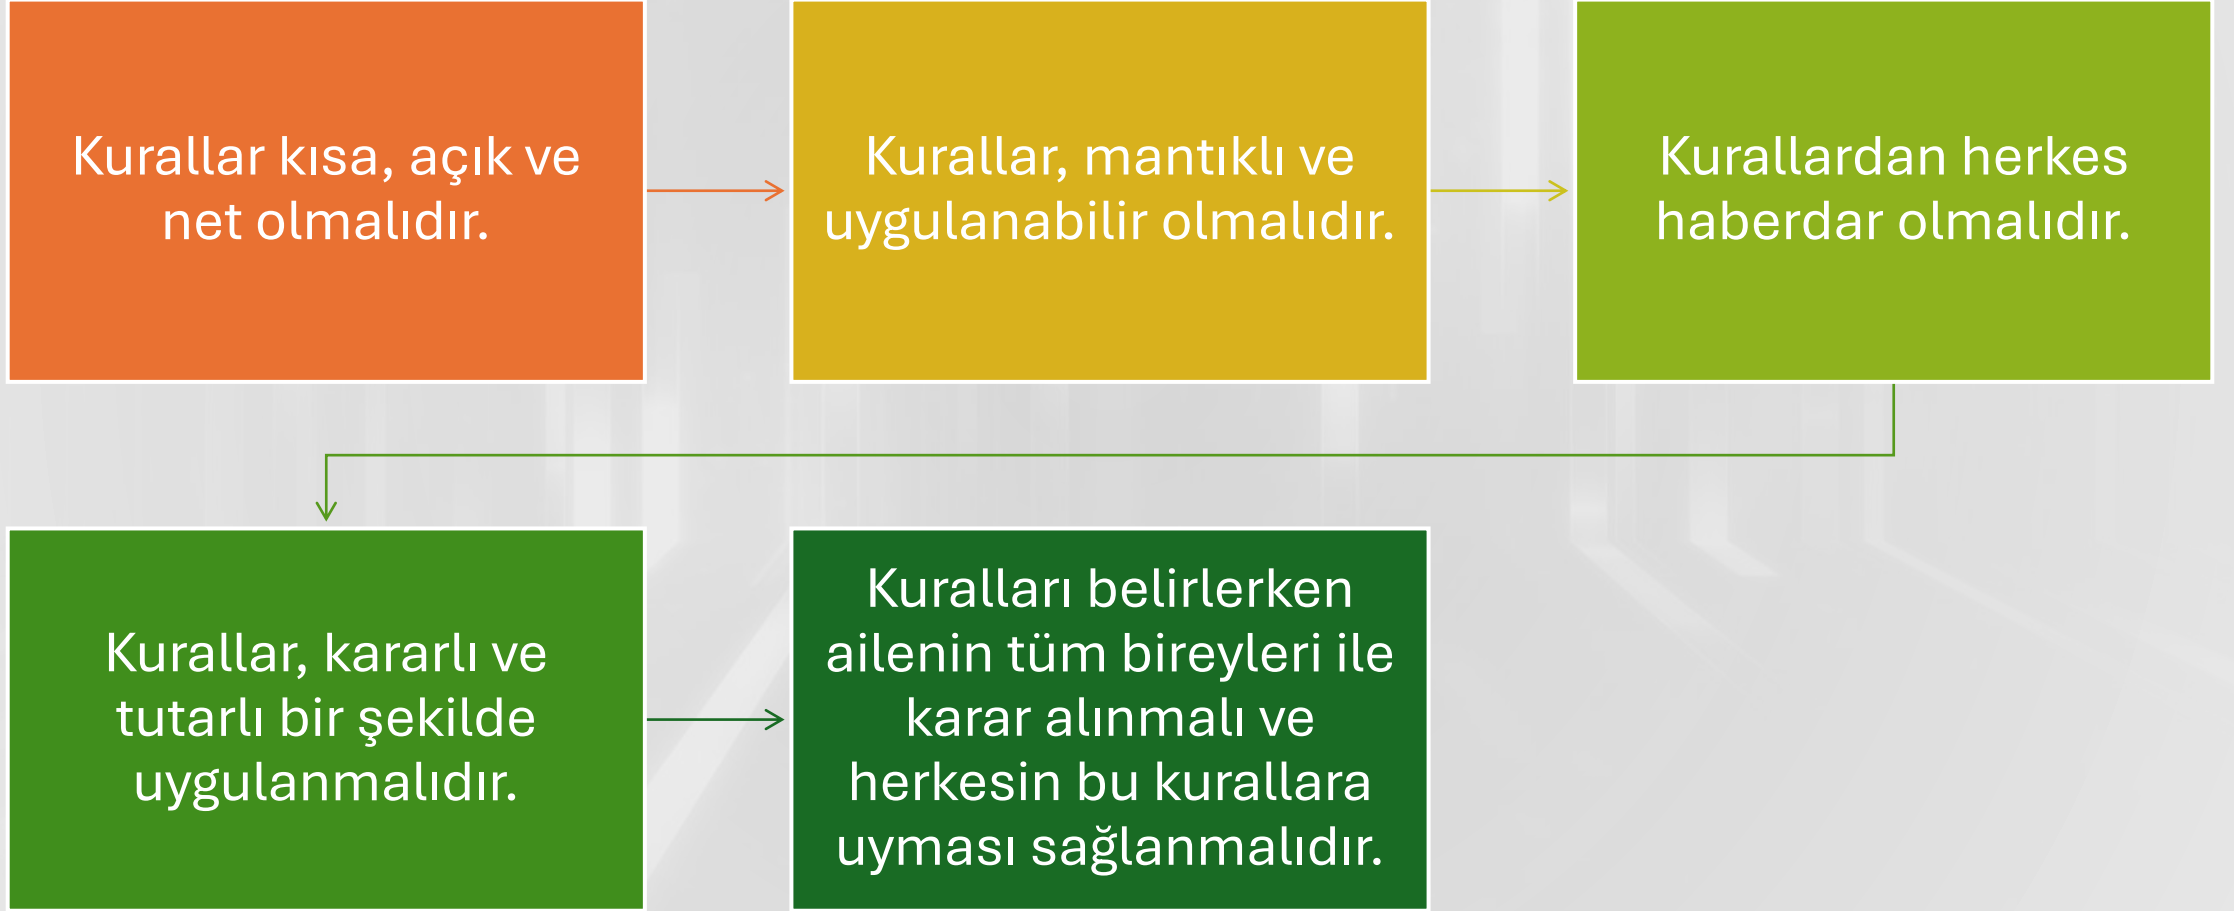 Kurallar kısa, açık ve
net olmalıdır.
Kurallar, mantıklı ve
uygulanabilir olmalıdır.
Kurallardan herkes
haberdar olmalıdır.
Kurallar, kararlı ve
tutarlı bir şekilde
uygulanmalıdır.
Kuralları belirlerken
ailenin tüm bireyleri ile
karar alınmalı ve
herkesin bu kurallara
uyması sağlanmalıdır.